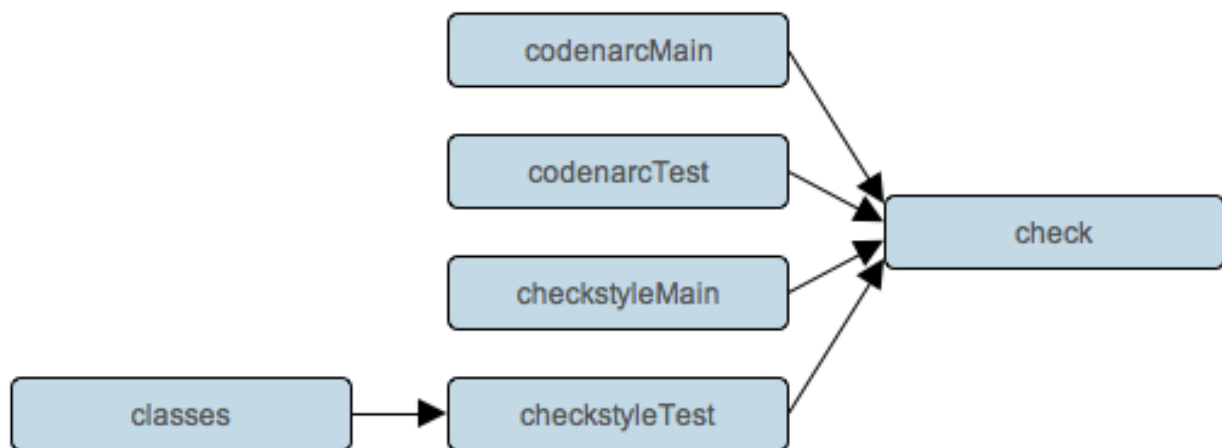 codenarcMain
codenarcTest
check
checkstyleMain
classes
checkstyleTest